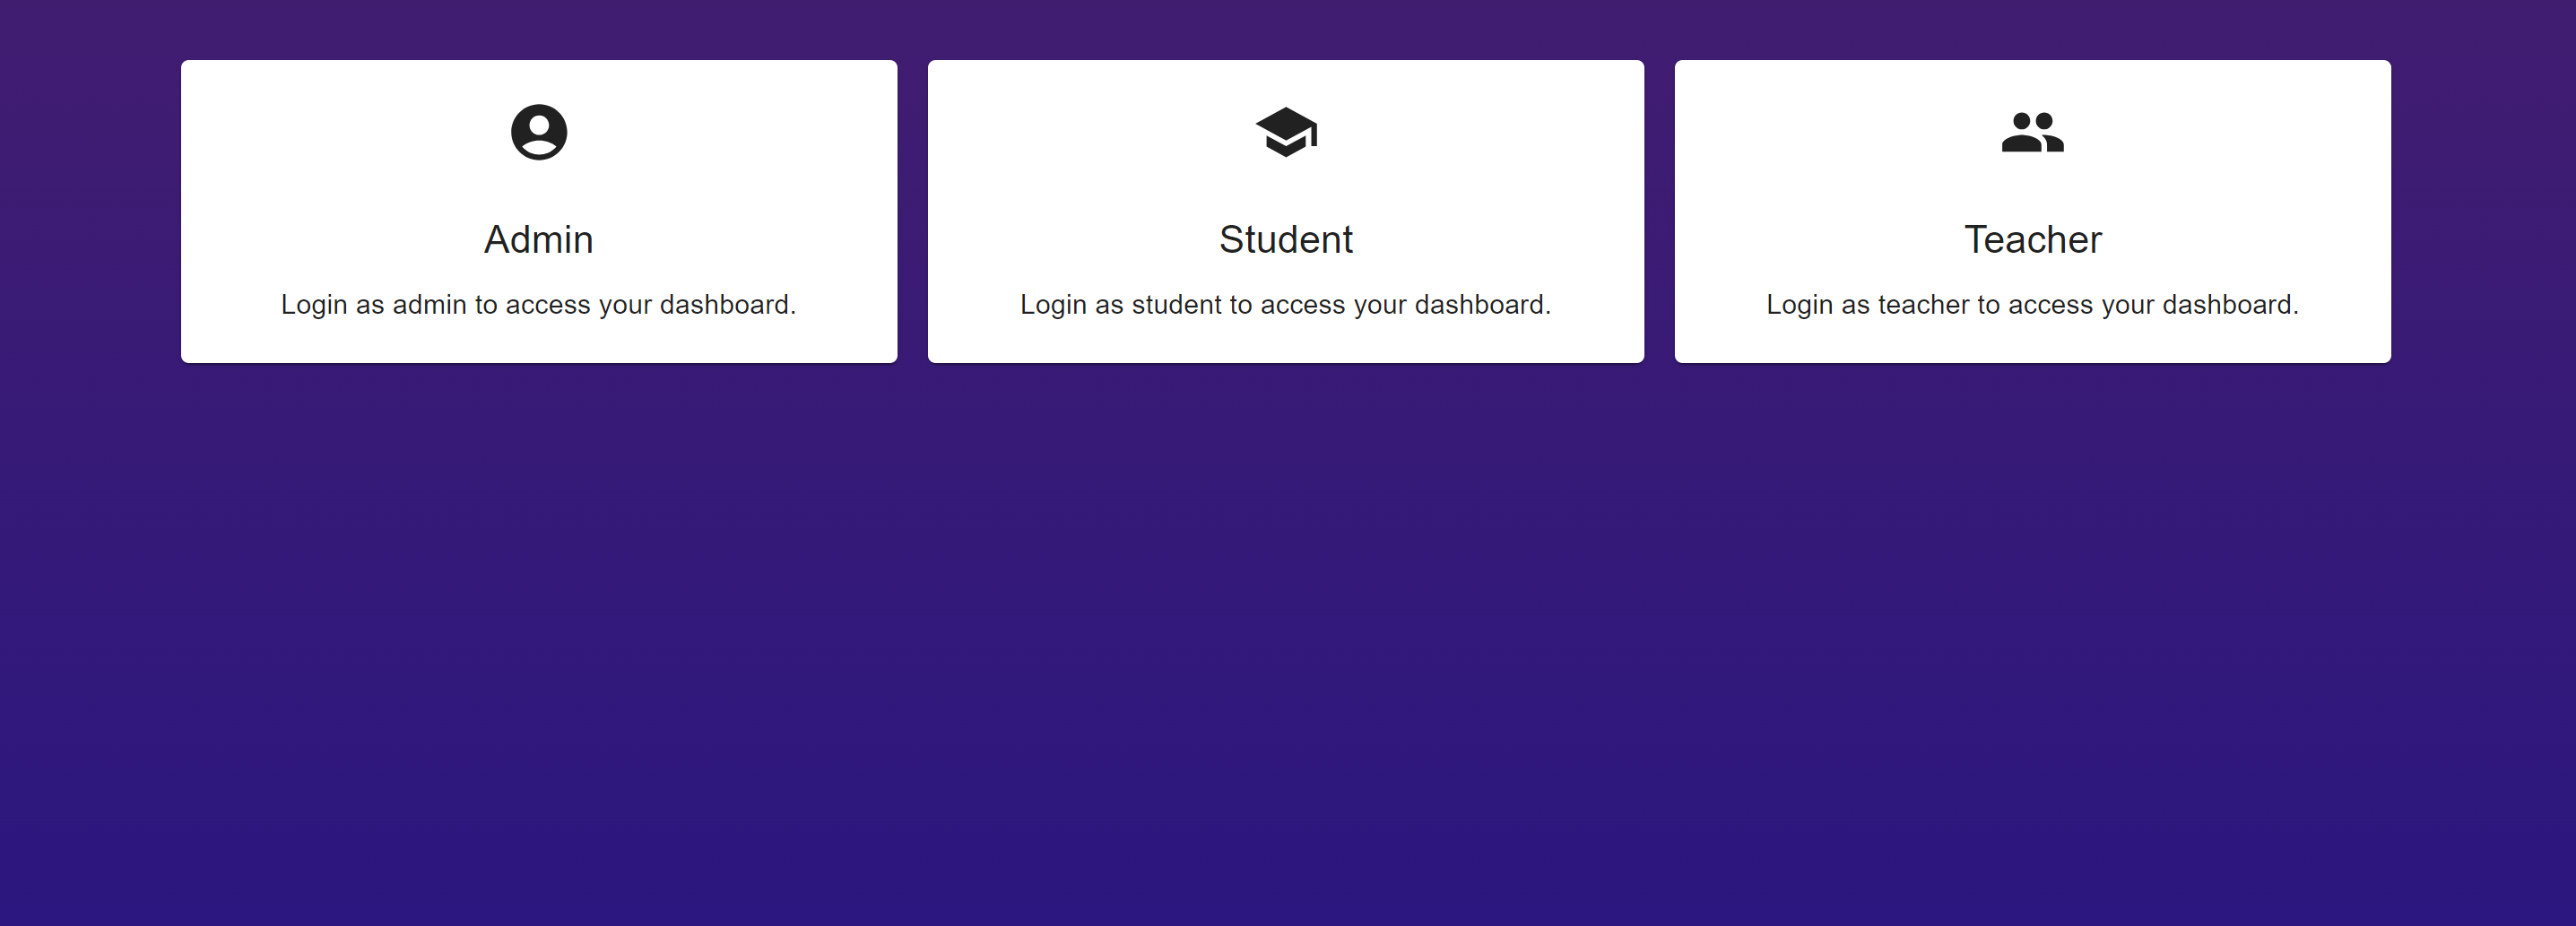 Admin
Login as admin to access your dashboard.
Student
Login as student to access your dashboard.
Teacher
Login as teacher to access your dashboard.